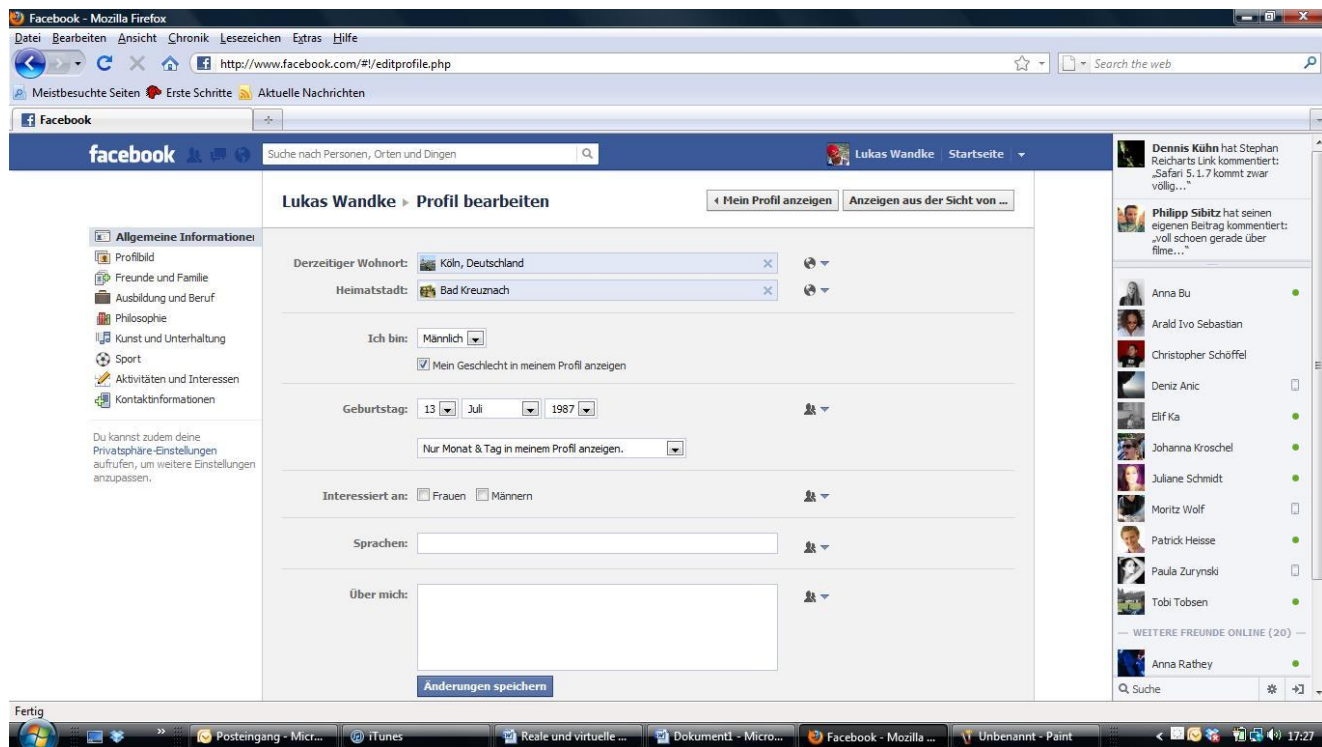 Facebook - Mozilla Firefox
Datei Bearbeiten Ansicht Chronik Lesezeichen Extras Hilfe
http://www.facebook.com/#!/editprofile.php
Search the web
Meistbesuchte Seiten Erste Schritte Aktuelle Nachrichten
Facebook
facebook
Suche nach Personen, Orten und Dingen
Lukas Wandke Startseite
Lukas Wandke Profil bearbeiten
Mein Profil anzeigen
Anzeigen aus der Sicht von ...
Allgemeine Informationen
Profilbild
Freunde und Familie
Ausbildung und Beruf
Philosophie
Kunst und Unterhaltung
Sport
Aktivitäten und Interessen
Kontaktinformationen
Du kannst zudem deine
Privatsphäre-Einstellungen
aufrufen, um weitere Einstellungen
anzupassen.
Derzeitiger Wohnort: Köln, Deutschland
Heimatstadt: Bad Kreuznach
Ich bin: Männlich
Mein Geschlecht in meinem Profil anzeigen
Geburtstag: 13 Juli 1987
Nur Monat & Tag in meinem Profil anzeigen.
Interessiert an: Frauen Männern
Sprachen:
Über mich:
Änderungen speichern
Dennis Kühn hat Stephan
Reicharts Link kommentiert:
„Safari 5.1.7 kommt zwar
völlig..."
Philipp Sibitz hat seinen
eigenen Beitrag kommentiert:
„voll schoen gerade über
filme..."
Anna Bu
Arald Ivo Sebastian
Christopher Schöffel
Deniz Anic
Elif Ka
Johanna Kroschel
Juliane Schmidt
Moritz Wolf
Patrick Heisse
Paula Zurynski
Tobi Tobsen
WEITERE FREUNDE ONLINE (20)
Anna Rathey
Suche
Fertig
Posteingang - Micr...
iTunes
Reale und virtuelle ...
Dokument1 - Micro...
Facebook - Mozilla ...
Unbenannt - Paint
17:27